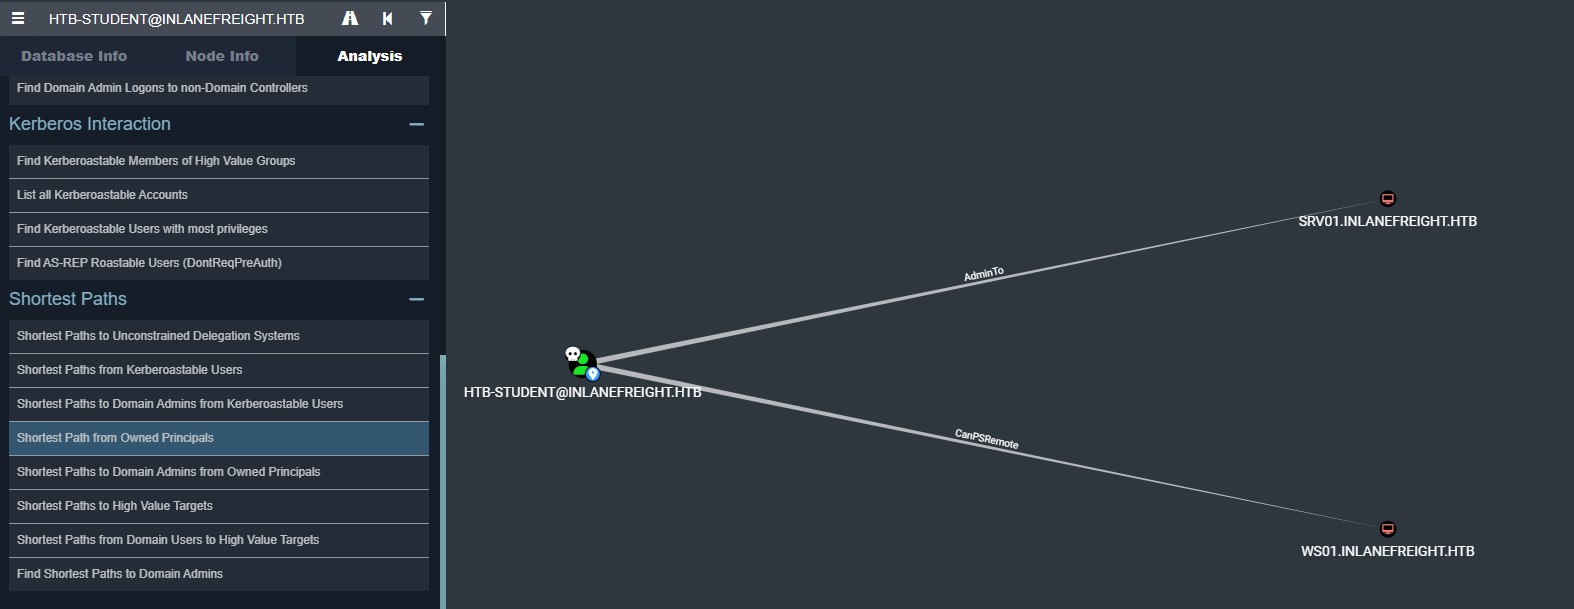 HTB-STUDENT@INLANEFREIGHT.HTB
Database Info
Node Info
Analysis
Find Domain Admin Logons to non-Domain Controllers
Kerberos Interaction
Find Kerberoastable Members of High Value Groups
List all Kerberoastable Accounts
Find Kerberoastable Users with most privileges
Find AS-REP Roastable Users (DontReqPreAuth)
Shortest Paths
Shortest Paths to Unconstrained Delegation Systems
Shortest Paths from Kerberoastable Users
Shortest Paths to Domain Admins from Kerberoastable Users
Shortest Path from Owned Principals
Shortest Paths to Domain Admins from Owned Principals
Shortest Paths to High Value Targets
Shortest Paths from Domain Users to High Value Targets
Find Shortest Paths to Domain Admins
SRV01.INLANEFREIGHT.HTB
AdminTo
HTB-STUDENT@INLANEFREIGHT.HTB
CanPSRemote
WS01.INLANEFREIGHT.HTB